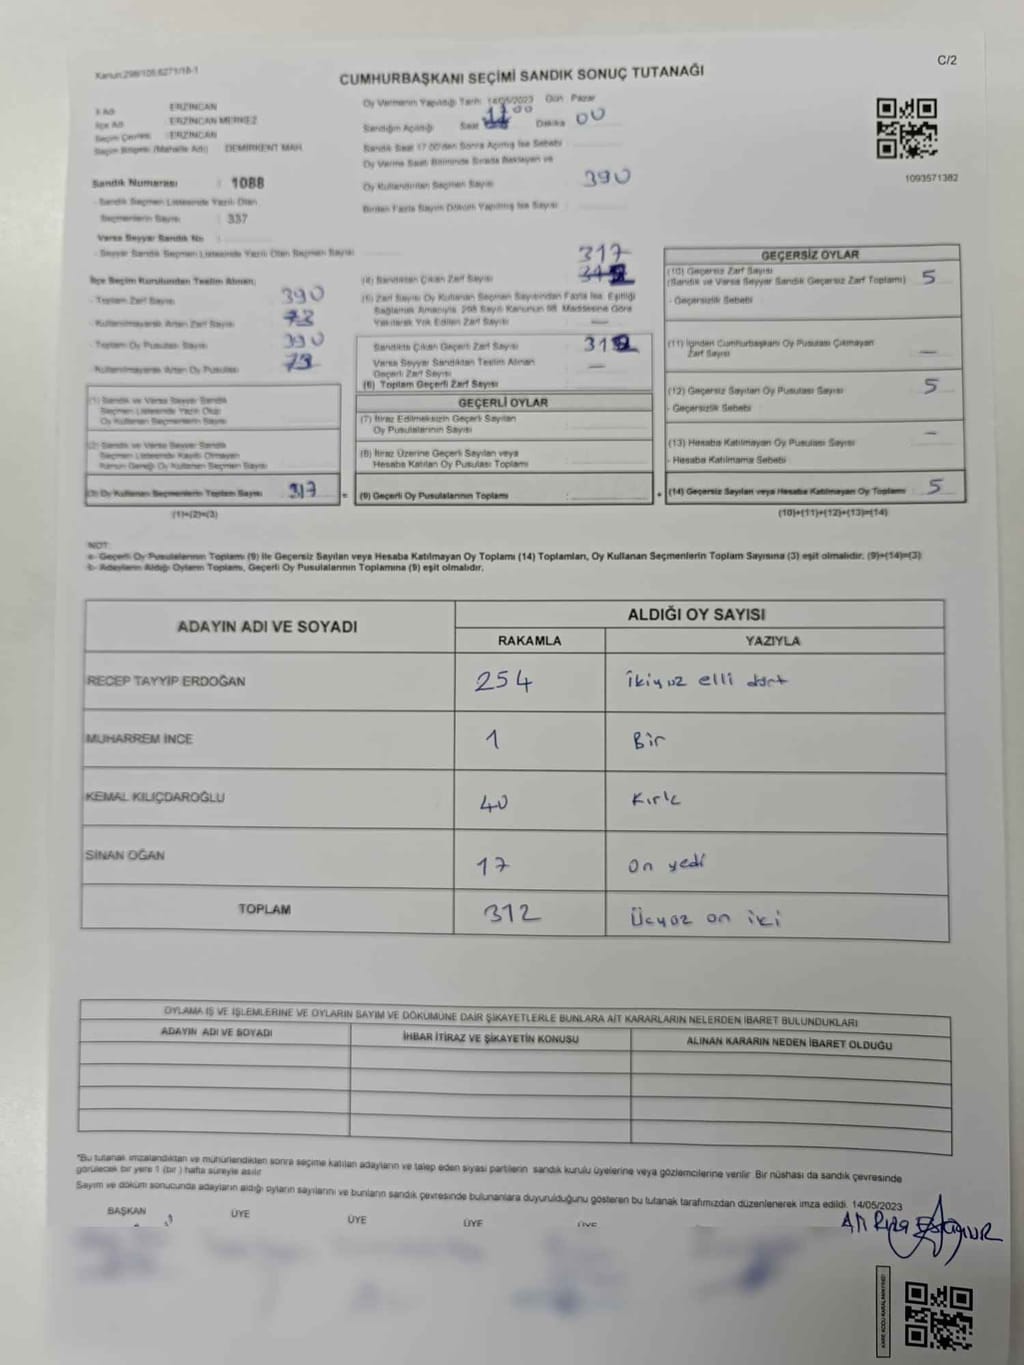 Kanun:298/105,6271/16-1
C/2
CUMHURBAŞKANI SEÇİMİ SANDIK SONUÇ TUTANAĞI
İl Adı : ERZİNCAN
İlçe Adı : ERZİNCAN MERKEZ
Seçim Çevresi : ERZİNCAN
Seçim Bölgesi (Mahalle Adı) DEMİRKENT MAH.
Sandık Numarası : 1088
- Sandık Seçmen Listesinde Yazılı Olan
Seçmenlerin Sayısı : 337
Varsa Seyyar Sandık No :
- Seyyar Sandık Seçmen Listesinde Yazılı Olan Seçmen Sayısı
Oy Vermenin Yapıldığı Tarih: 14/05/2023 Gün : Pazar
Sandığın Açıldığı Saat 17 00 Dakika 00
Sandık Saat 17.00'den Sonra Açılmış İse Sebebi :
Oy Verme Saati Bitiminde Sırada Bekleyen ve
Oy Kullandırılan Seçmen Sayısı : 390
Birden Fazla Sayım Döküm Yapılmış İse Sayısı :
1093571382
İlçe Seçim Kurulundan Teslim Alınan;
- Toplam Zarf Sayısı : 390
- Kullanılmayarak Artan Zarf Sayısı : 73
- Toplam Oy Pusulası Sayısı : 390
- Kullanılmayarak Artan Oy Pusulası : 73
(1) Sandık ve Varsa Seyyar Sandık
Seçmen Listesinde Yazılı Olup
Oy Kullanan Seçmen Sayısı :
(2) Sandık ve Varsa Seyyar Sandık
Seçmen Listesinde Kayıtlı Olmayan
Kanun Gereği Oy Kullanan Seçmen Sayısı :
(3) Oy Kullanan Seçmenlerin Toplam Sayısı : 317
(1)+(2)=(3)
317
(4) Sandıktan Çıkan Zarf Sayısı : 312
(5) Zarf Sayısı Oy Kullanan Seçmen Sayısından Fazla İse, Eşitliği
Sağlamak Amacıyla, 298 Sayılı Kanunun 98. Maddesine Göre
Yakılarak Yok Edilen Zarf Sayısı : —
Sandıkta Çıkan Geçerli Zarf Sayısı : 312
Varsa Seyyar Sandıktan Teslim Alınan
Geçerli Zarf Sayısı : —
(6) Toplam Geçerli Zarf Sayısı :
GEÇERLİ OYLAR
(7) İtiraz Edilmeksizin Geçerli Sayılan
Oy Pusulalarının Sayısı :
(8) İtiraz Üzerine Geçerli Sayılan veya
Hesaba Katılan Oy Pusulası Toplamı :
= (9) Geçerli Oy Pusulalarının Toplamı :
GEÇERSİZ OYLAR
(10) Geçersiz Zarf Sayısı
(Sandık ve Varsa Seyyar Sandık Geçersiz Zarf Toplamı) : 5
- Geçersizlik Sebebi
(11) İçinden Cumhurbaşkanı Oy Pusulası Çıkmayan
Zarf Sayısı : —
(12) Geçersiz Sayılan Oy Pusulası Sayısı : 5
- Geçersizlik Sebebi
(13) Hesaba Katılmayan Oy Pusulası Sayısı : —
- Hesaba Katılmama Sebebi
+ (14) Geçersiz Sayılan veya Hesaba Katılmayan Oy Toplamı : 5
(10)+(11)+(12)+(13)=(14)
NOT:
a- Geçerli Oy Pusulalarının Toplamı (9) ile Geçersiz Sayılan veya Hesaba Katılmayan Oy Toplamı (14) Toplamları, Oy Kullanan Seçmenlerin Toplam Sayısına (3) eşit olmalıdır. (9)+(14)=(3)
b- Adayların Aldığı Oyların Toplamı, Geçerli Oy Pusulalarının Toplamına (9) eşit olmalıdır.
ADAYIN ADI VE SOYADI
ALDIĞI OY SAYISI
RAKAMLA YAZIYLA
RECEP TAYYİP ERDOĞAN 254 ikiyüz elli dört
MUHARREM İNCE 1 Bir
KEMAL KILIÇDAROĞLU 40 Kırk
SİNAN OĞAN 17 on yedi
TOPLAM 312 Üçyüz on iki
OYLAMA İŞ VE İŞLEMLERİNE VE OYLARIN SAYIM VE DÖKÜMÜNE DAİR ŞİKAYETLERLE BUNLARA AİT KARARLARIN NELERDEN İBARET BULUNDUKLARI
ADAYIN ADI VE SOYADI İHBAR İTİRAZ VE ŞİKAYETİN KONUSU ALINAN KARARIN NEDEN İBARET OLDUĞU
*Bu tutanak imzalandıktan ve mühürlendikten sonra seçime katılan adayların ve talep eden siyasi partilerin sandık kurulu üyelerine veya gözlemcilerine verilir. Bir nüshası da sandık çevresinde
görülecek bir yere 1 (bir ) hafta süreyle asılır
Sayım ve döküm sonucunda adayların aldığı oyların sayılarını ve bunların sandık çevresinde bulunanlara duyurulduğunu gösteren bu tutanak tarafımızdan düzenlenerek imza edildi. 14/05/2023
BAŞKAN ÜYE ÜYE ÜYE ÜYE